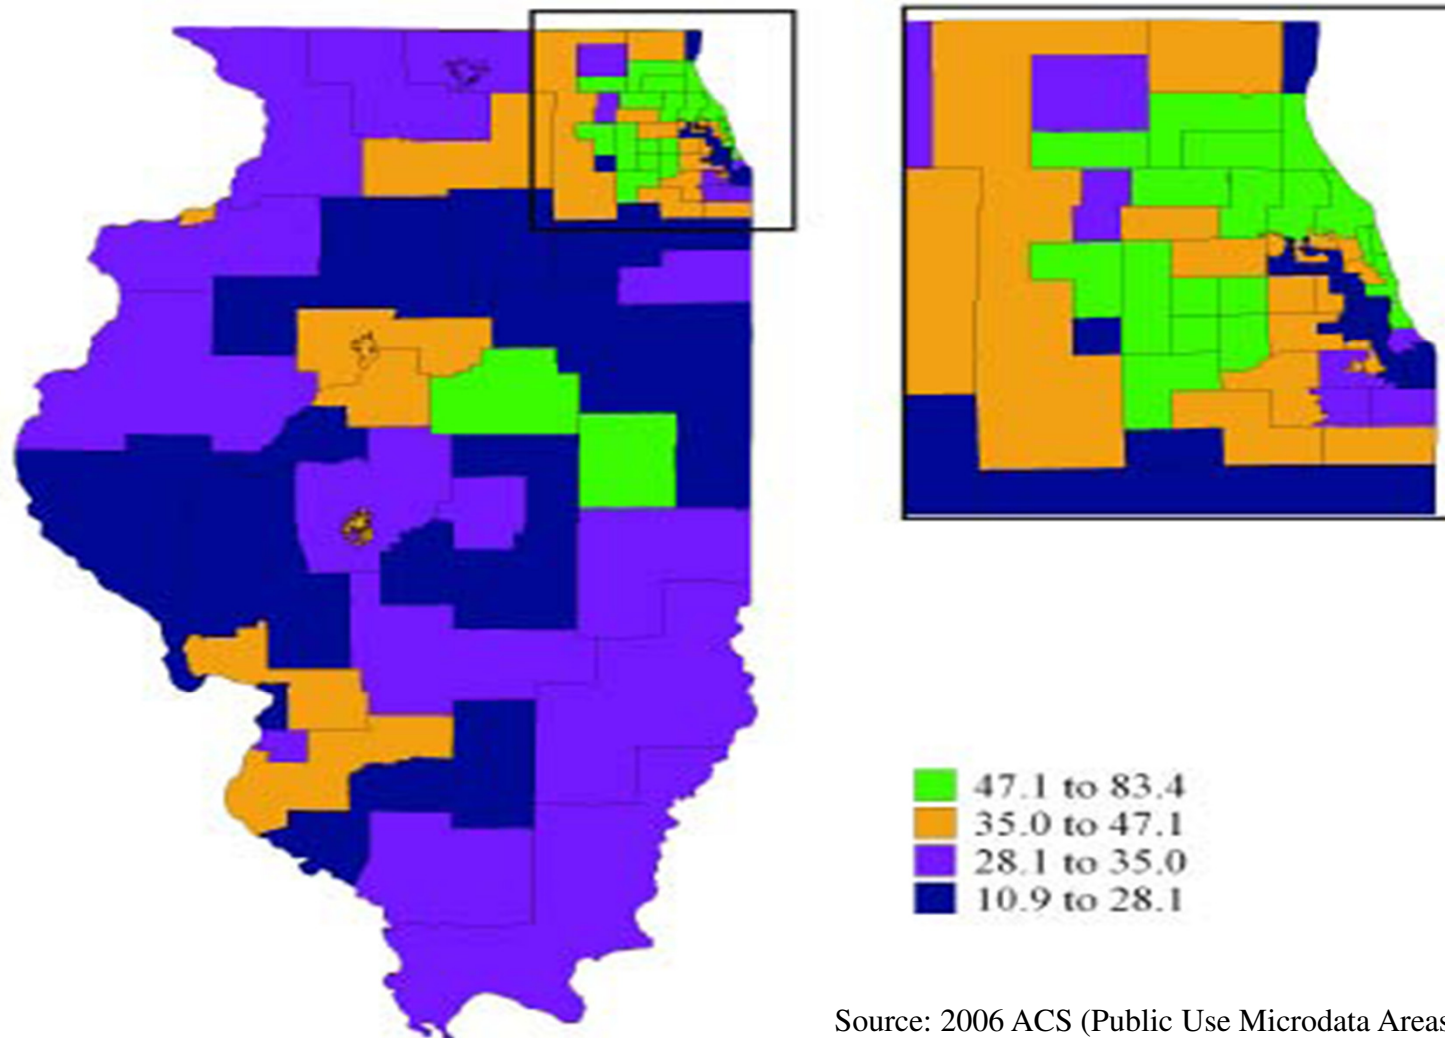 47.1 to 83.4
35.0 to 47.1
28.1 to 35.0
10.9 to 28.1
Source: 2006 ACS (Public Use Microdata Areas